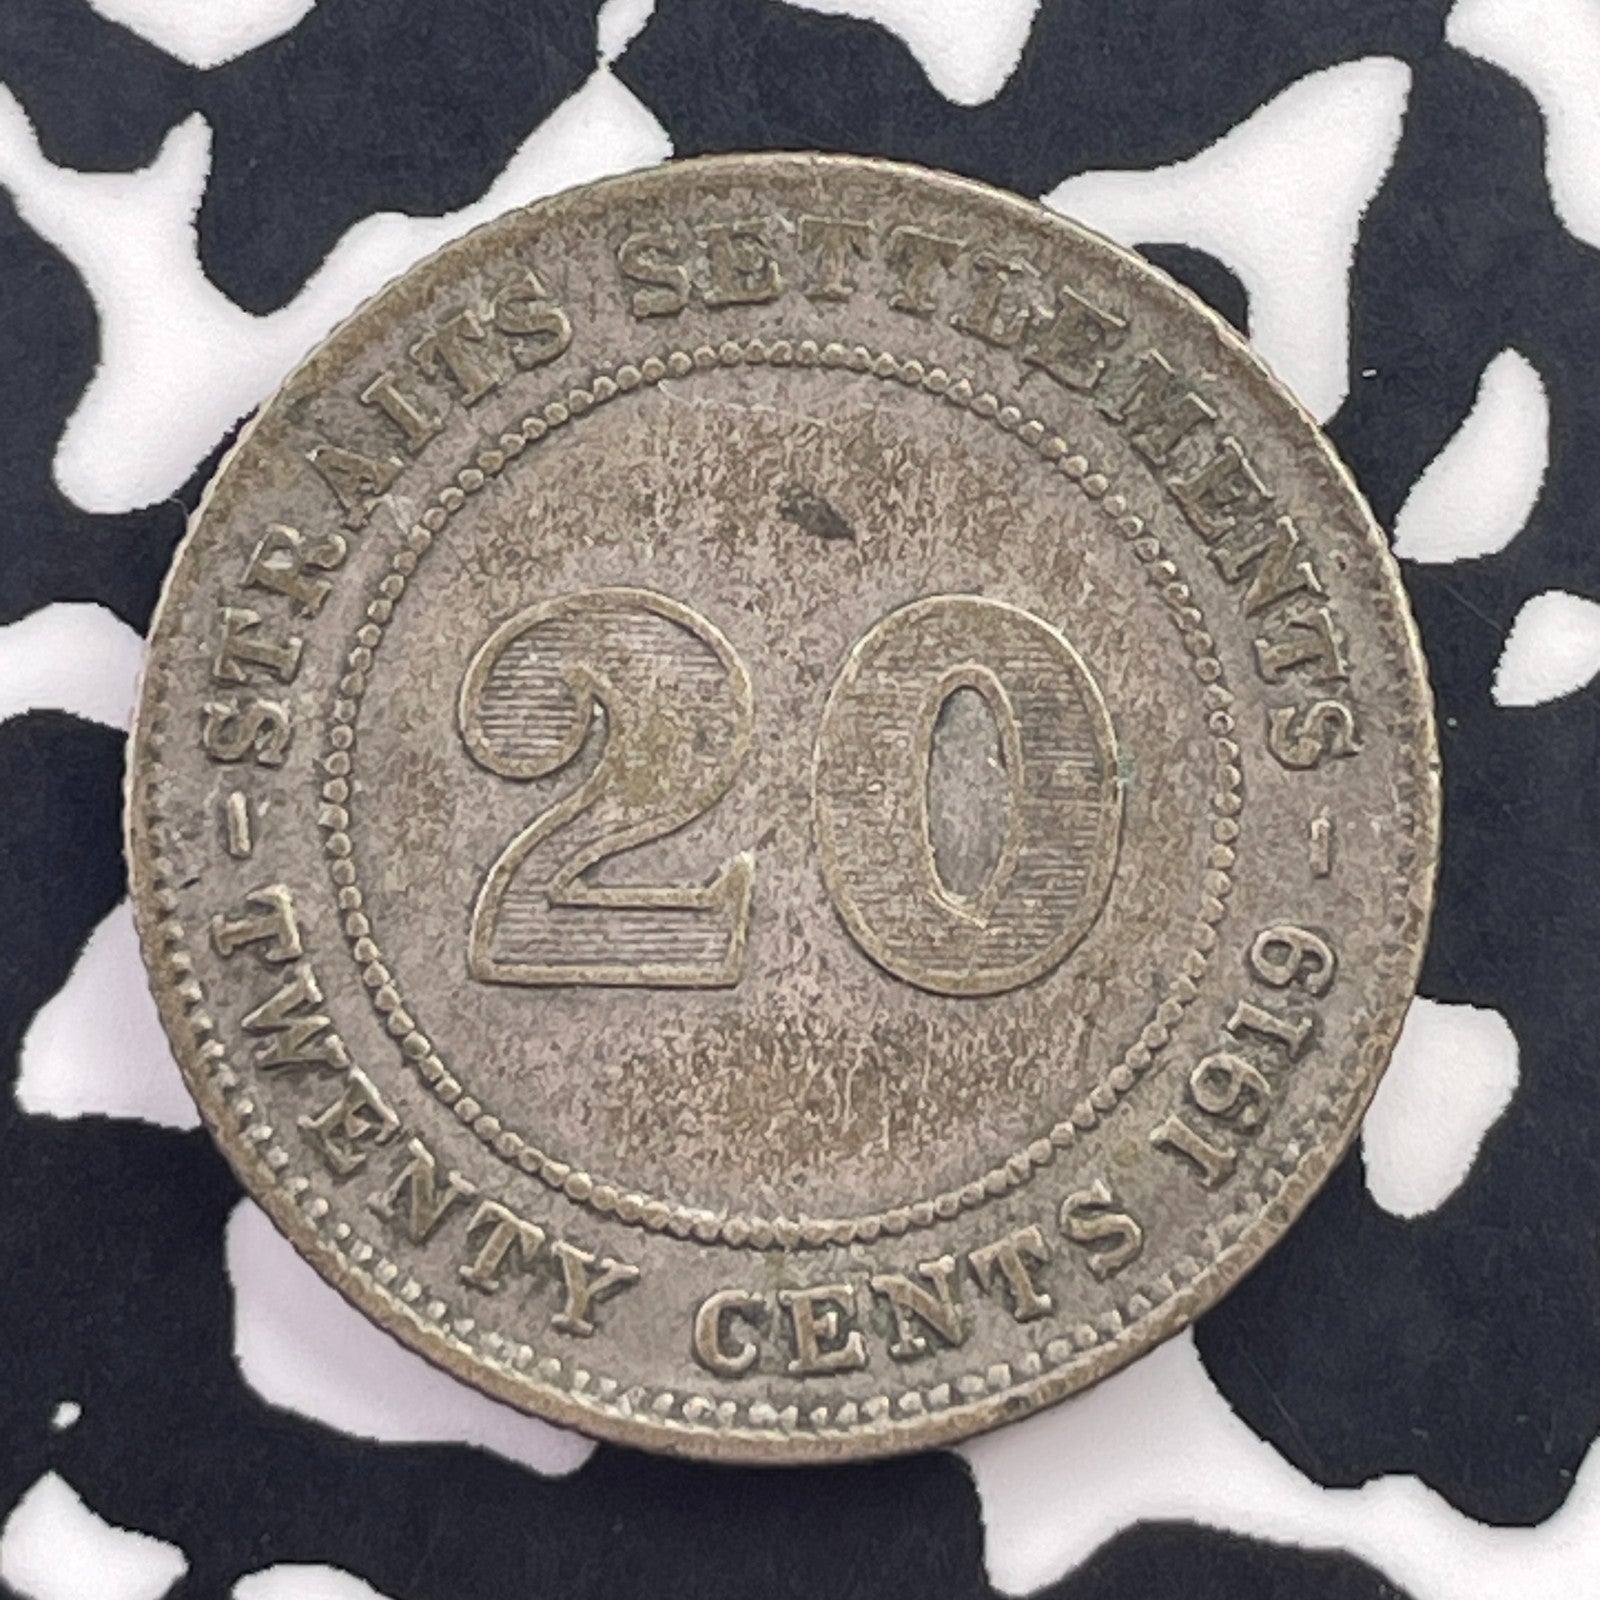 - STRAITS SETTLEMENTS -
20
TWENTY CENTS 1919